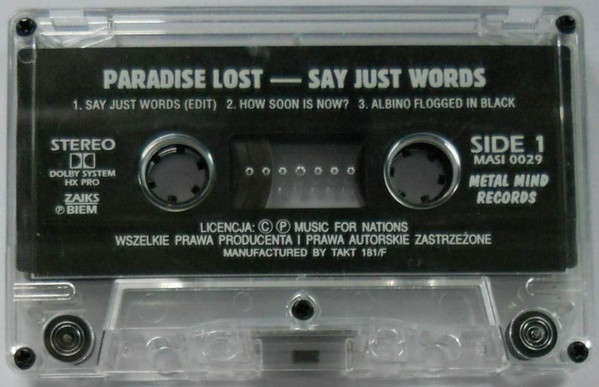 PARADISE LOST — SAY JUST WORDS
1. SAY JUST WORDS (EDIT) 2. HOW SOON IS NOW? 3. ALBINO FLOGGED IN BLACK
STEREO
DOLBY SYSTEM
HX PRO
ZAIKS
Ⓟ BIEM
SIDE 1
MASI 0029
METAL MIND
RECORDS
LICENCJA: © Ⓟ MUSIC FOR NATIONS
WSZELKIE PRAWA PRODUCENTA I PRAWA AUTORSKIE ZASTRZEŻONE
MANUFACTURED BY TAKT 181/F